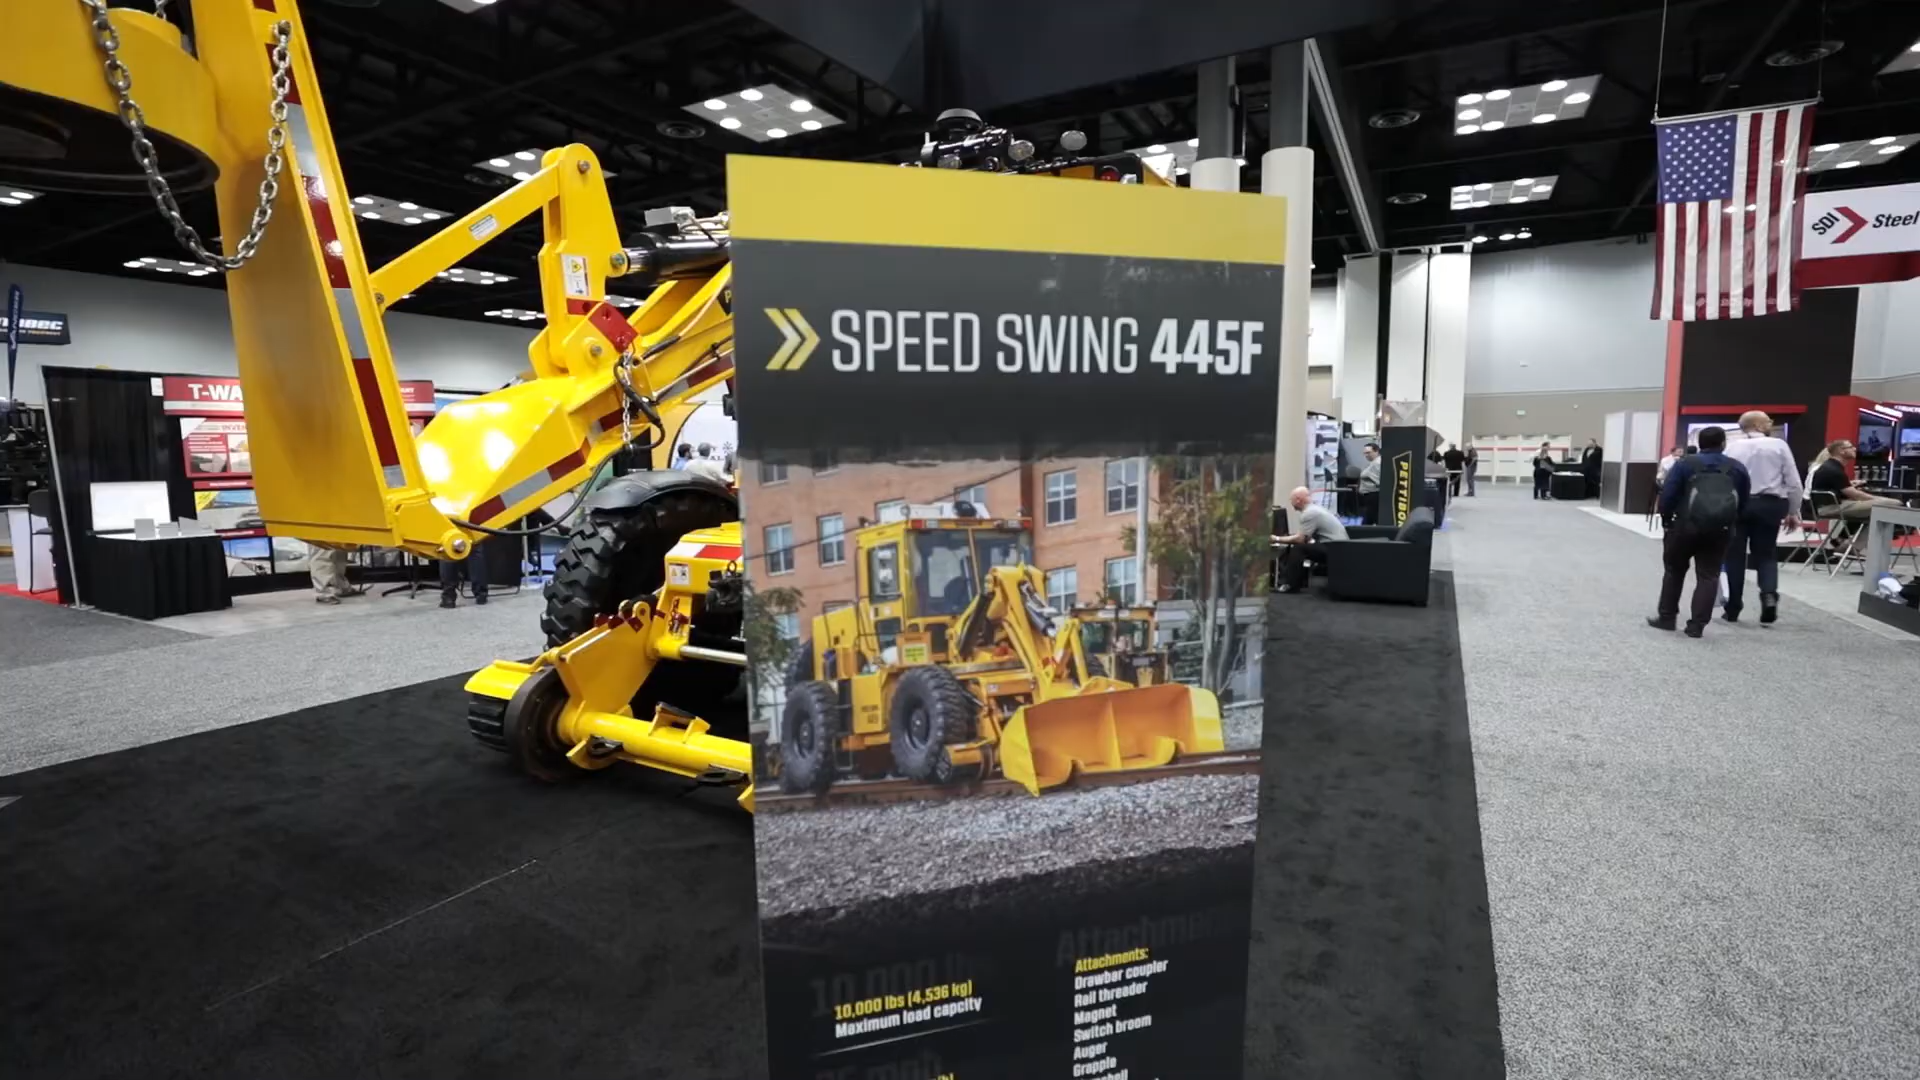 SPEED SWING 445F
10,000 lbs (4,536 kg)
Maximum load capcity
Attachments:
Drawbar coupler
Rail threader
Magnet
Switch broom
Auger
Grapple
T-WA
PETTIBO
SDI
Steel